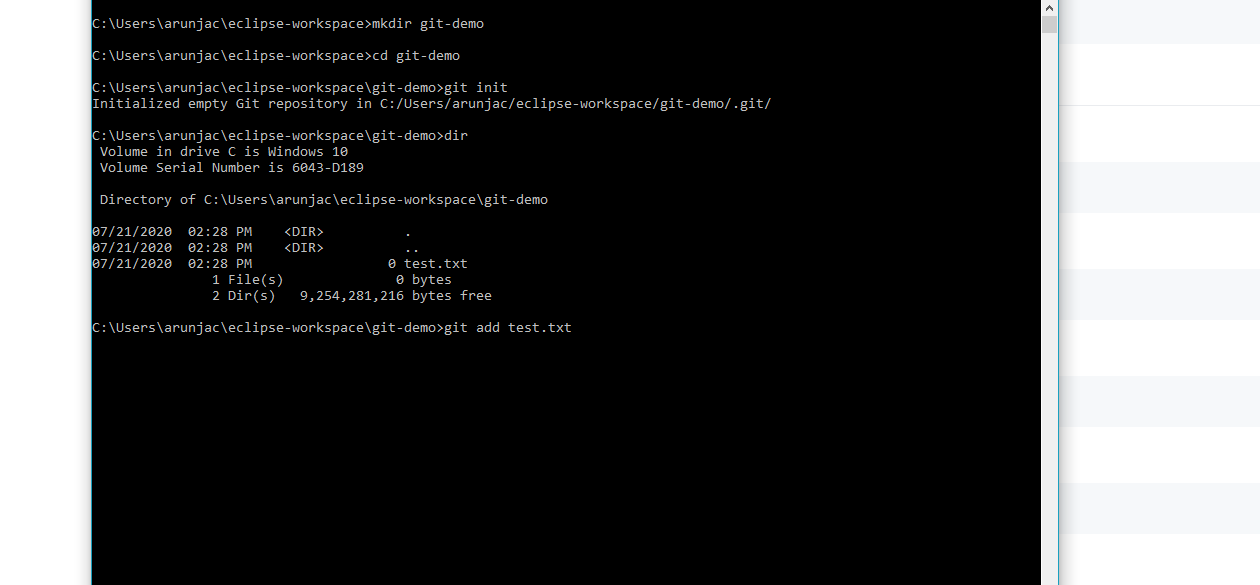 C:\Users\arunjac\eclipse-workspace>mkdir git-demo
C:\Users\arunjac\eclipse-workspace>cd git-demo
C:\Users\arunjac\eclipse-workspace\git-demo>git init
Initialized empty Git repository in C:/Users/arunjac/eclipse-workspace/git-demo/.git/
C:\Users\arunjac\eclipse-workspace\git-demo>dir
 Volume in drive C is Windows 10
 Volume Serial Number is 6043-D189
 Directory of C:\Users\arunjac\eclipse-workspace\git-demo
07/21/2020  02:28 PM    <DIR>          .
07/21/2020  02:28 PM    <DIR>          ..
07/21/2020  02:28 PM                 0 test.txt
               1 File(s)              0 bytes
               2 Dir(s)   9,254,281,216 bytes free
C:\Users\arunjac\eclipse-workspace\git-demo>git add test.txt